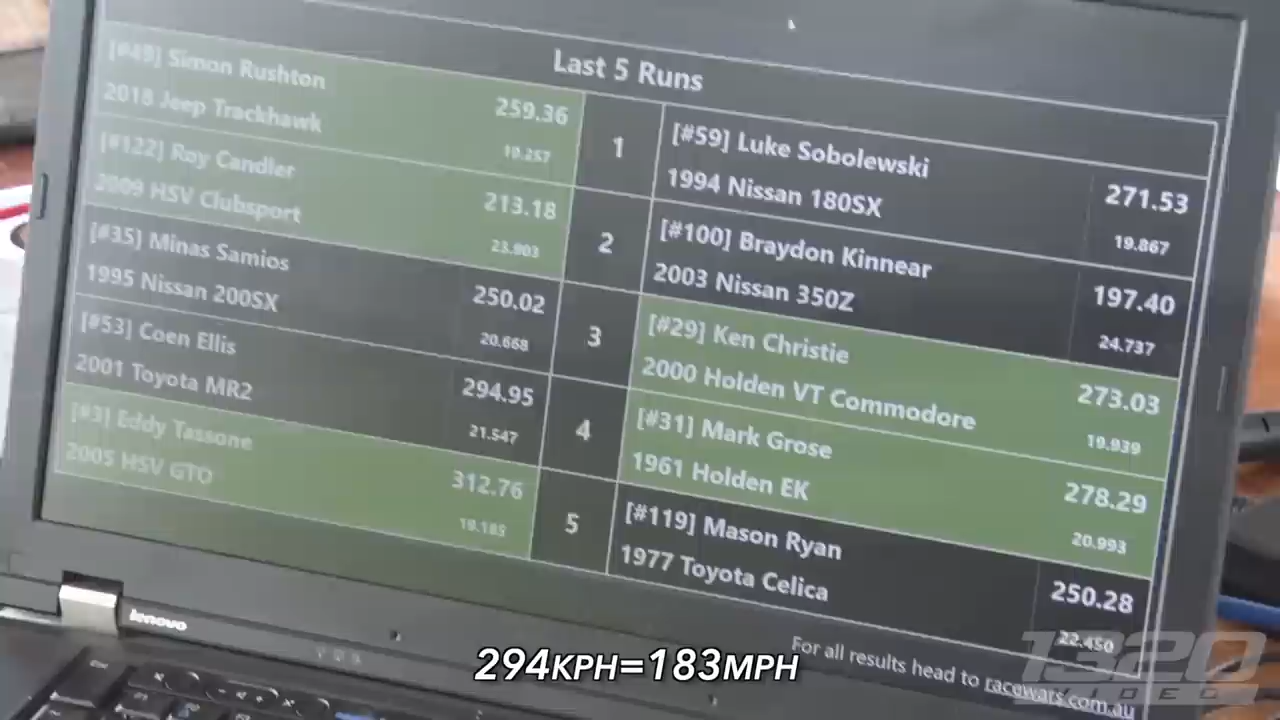 Last 5 Runs
[#49] Simon Rushton
2018 Jeep Trackhawk
259.36
19.257
1
[#59] Luke Sobolewski
1994 Nissan 180SX
271.53
19.867
[#122] Roy Candler
2009 HSV Clubsport
213.18
23.903
2
[#100] Braydon Kinnear
2003 Nissan 350Z
197.40
24.737
[#35] Minas Samios
1995 Nissan 200SX
250.02
20.668
3
[#29] Ken Christie
2000 Holden VT Commodore
273.03
19.939
[#53] Coen Ellis
2001 Toyota MR2
294.95
21.547
4
[#31] Mark Grose
1961 Holden EK
278.29
20.993
[#3] Eddy Tassone
2005 HSV GTO
312.76
5
[#119] Mason Ryan
1977 Toyota Celica
250.28
22.450
For all results head to racewars.com.au
lenovo
294KPH=183MPH
1320
VIDEO